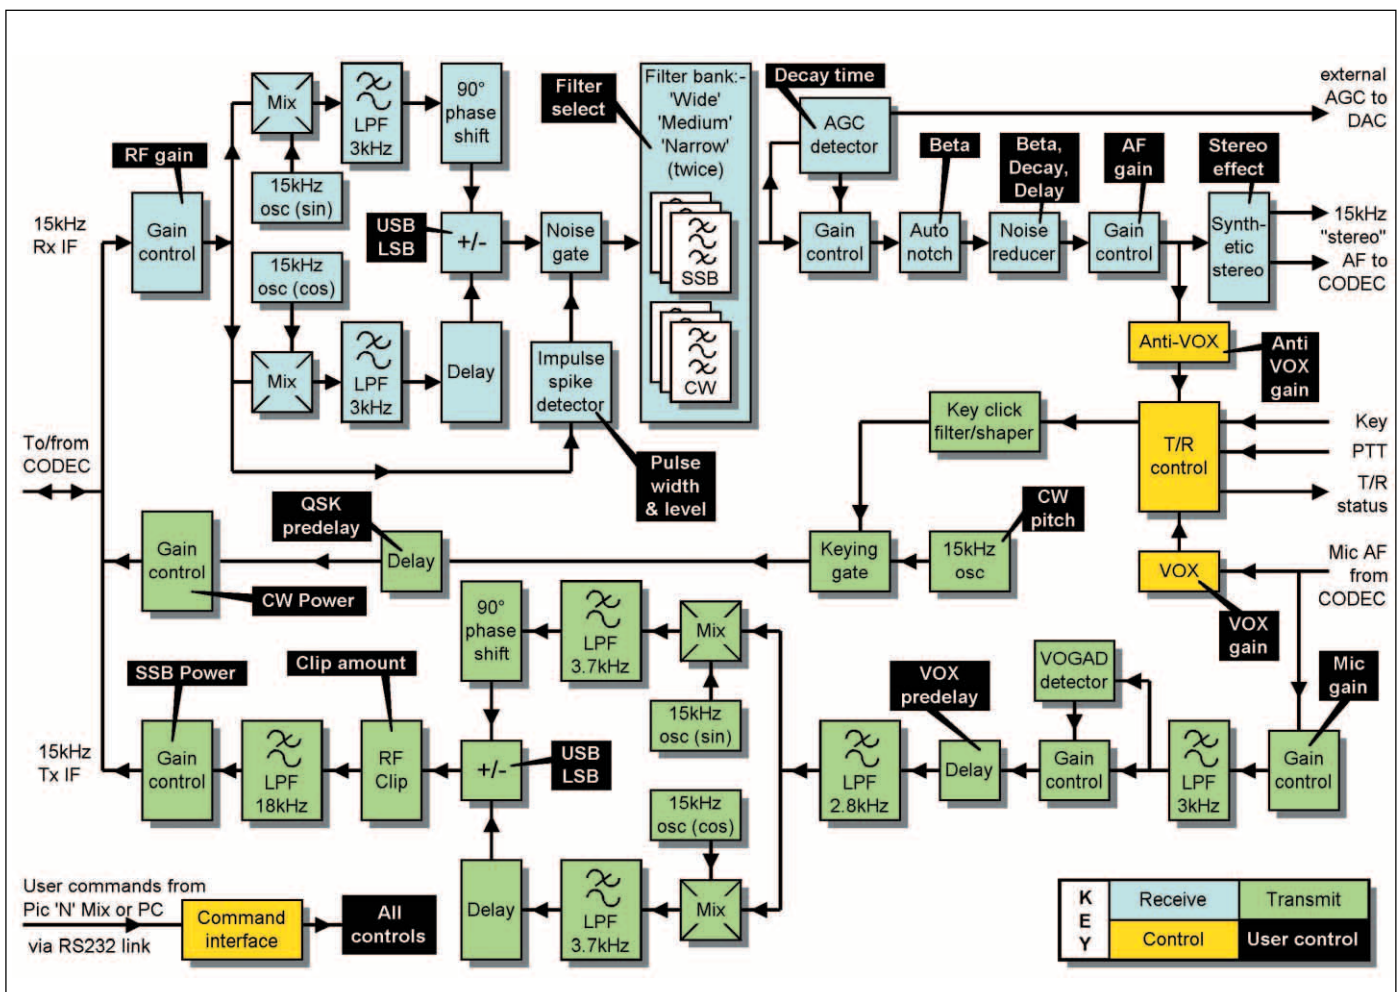 15kHz
Rx IF
RF gain
Gain
control
Mix
15kHz
osc (sin)
15kHz
osc (cos)
Mix
LPF
3kHz
LPF
3kHz
90°
phase
shift
USB
LSB
+/-
Delay
Filter
select
Noise
gate
Impulse
spike
detector
Pulse
width
& level
Filter bank:-
'Wide'
'Medium'
'Narrow'
(twice)
SSB
CW
Decay time
AGC
detector
Gain
control
Beta
Auto
notch
Beta,
Decay,
Delay
Noise
reducer
AF
gain
Gain
control
Stereo
effect
Synth-
etic
stereo
external
AGC to
DAC
15kHz
"stereo"
AF to
CODEC
Anti-VOX
Anti
VOX
gain
Key click
filter/shaper
T/R
control
Key
PTT
T/R
status
To/from
CODEC
Gain
control
CW Power
QSK
predelay
Delay
Keying
gate
15kHz
osc
CW
pitch
VOX
VOX
gain
Mic AF
from
CODEC
SSB Power
15kHz
Tx IF
Gain
control
LPF
18kHz
Clip amount
RF
Clip
90°
phase
shift
+/-
USB
LSB
Delay
LPF
3.7kHz
LPF
3.7kHz
Mix
15kHz
osc (sin)
15kHz
osc (cos)
Mix
LPF
2.8kHz
VOX
predelay
Delay
VOGAD
detector
Gain
control
LPF
3kHz
Mic
gain
Gain
control
User commands from
Pic 'N' Mix or PC
via RS232 link
Command
interface
All
controls
KEY
Receive
Transmit
Control
User control